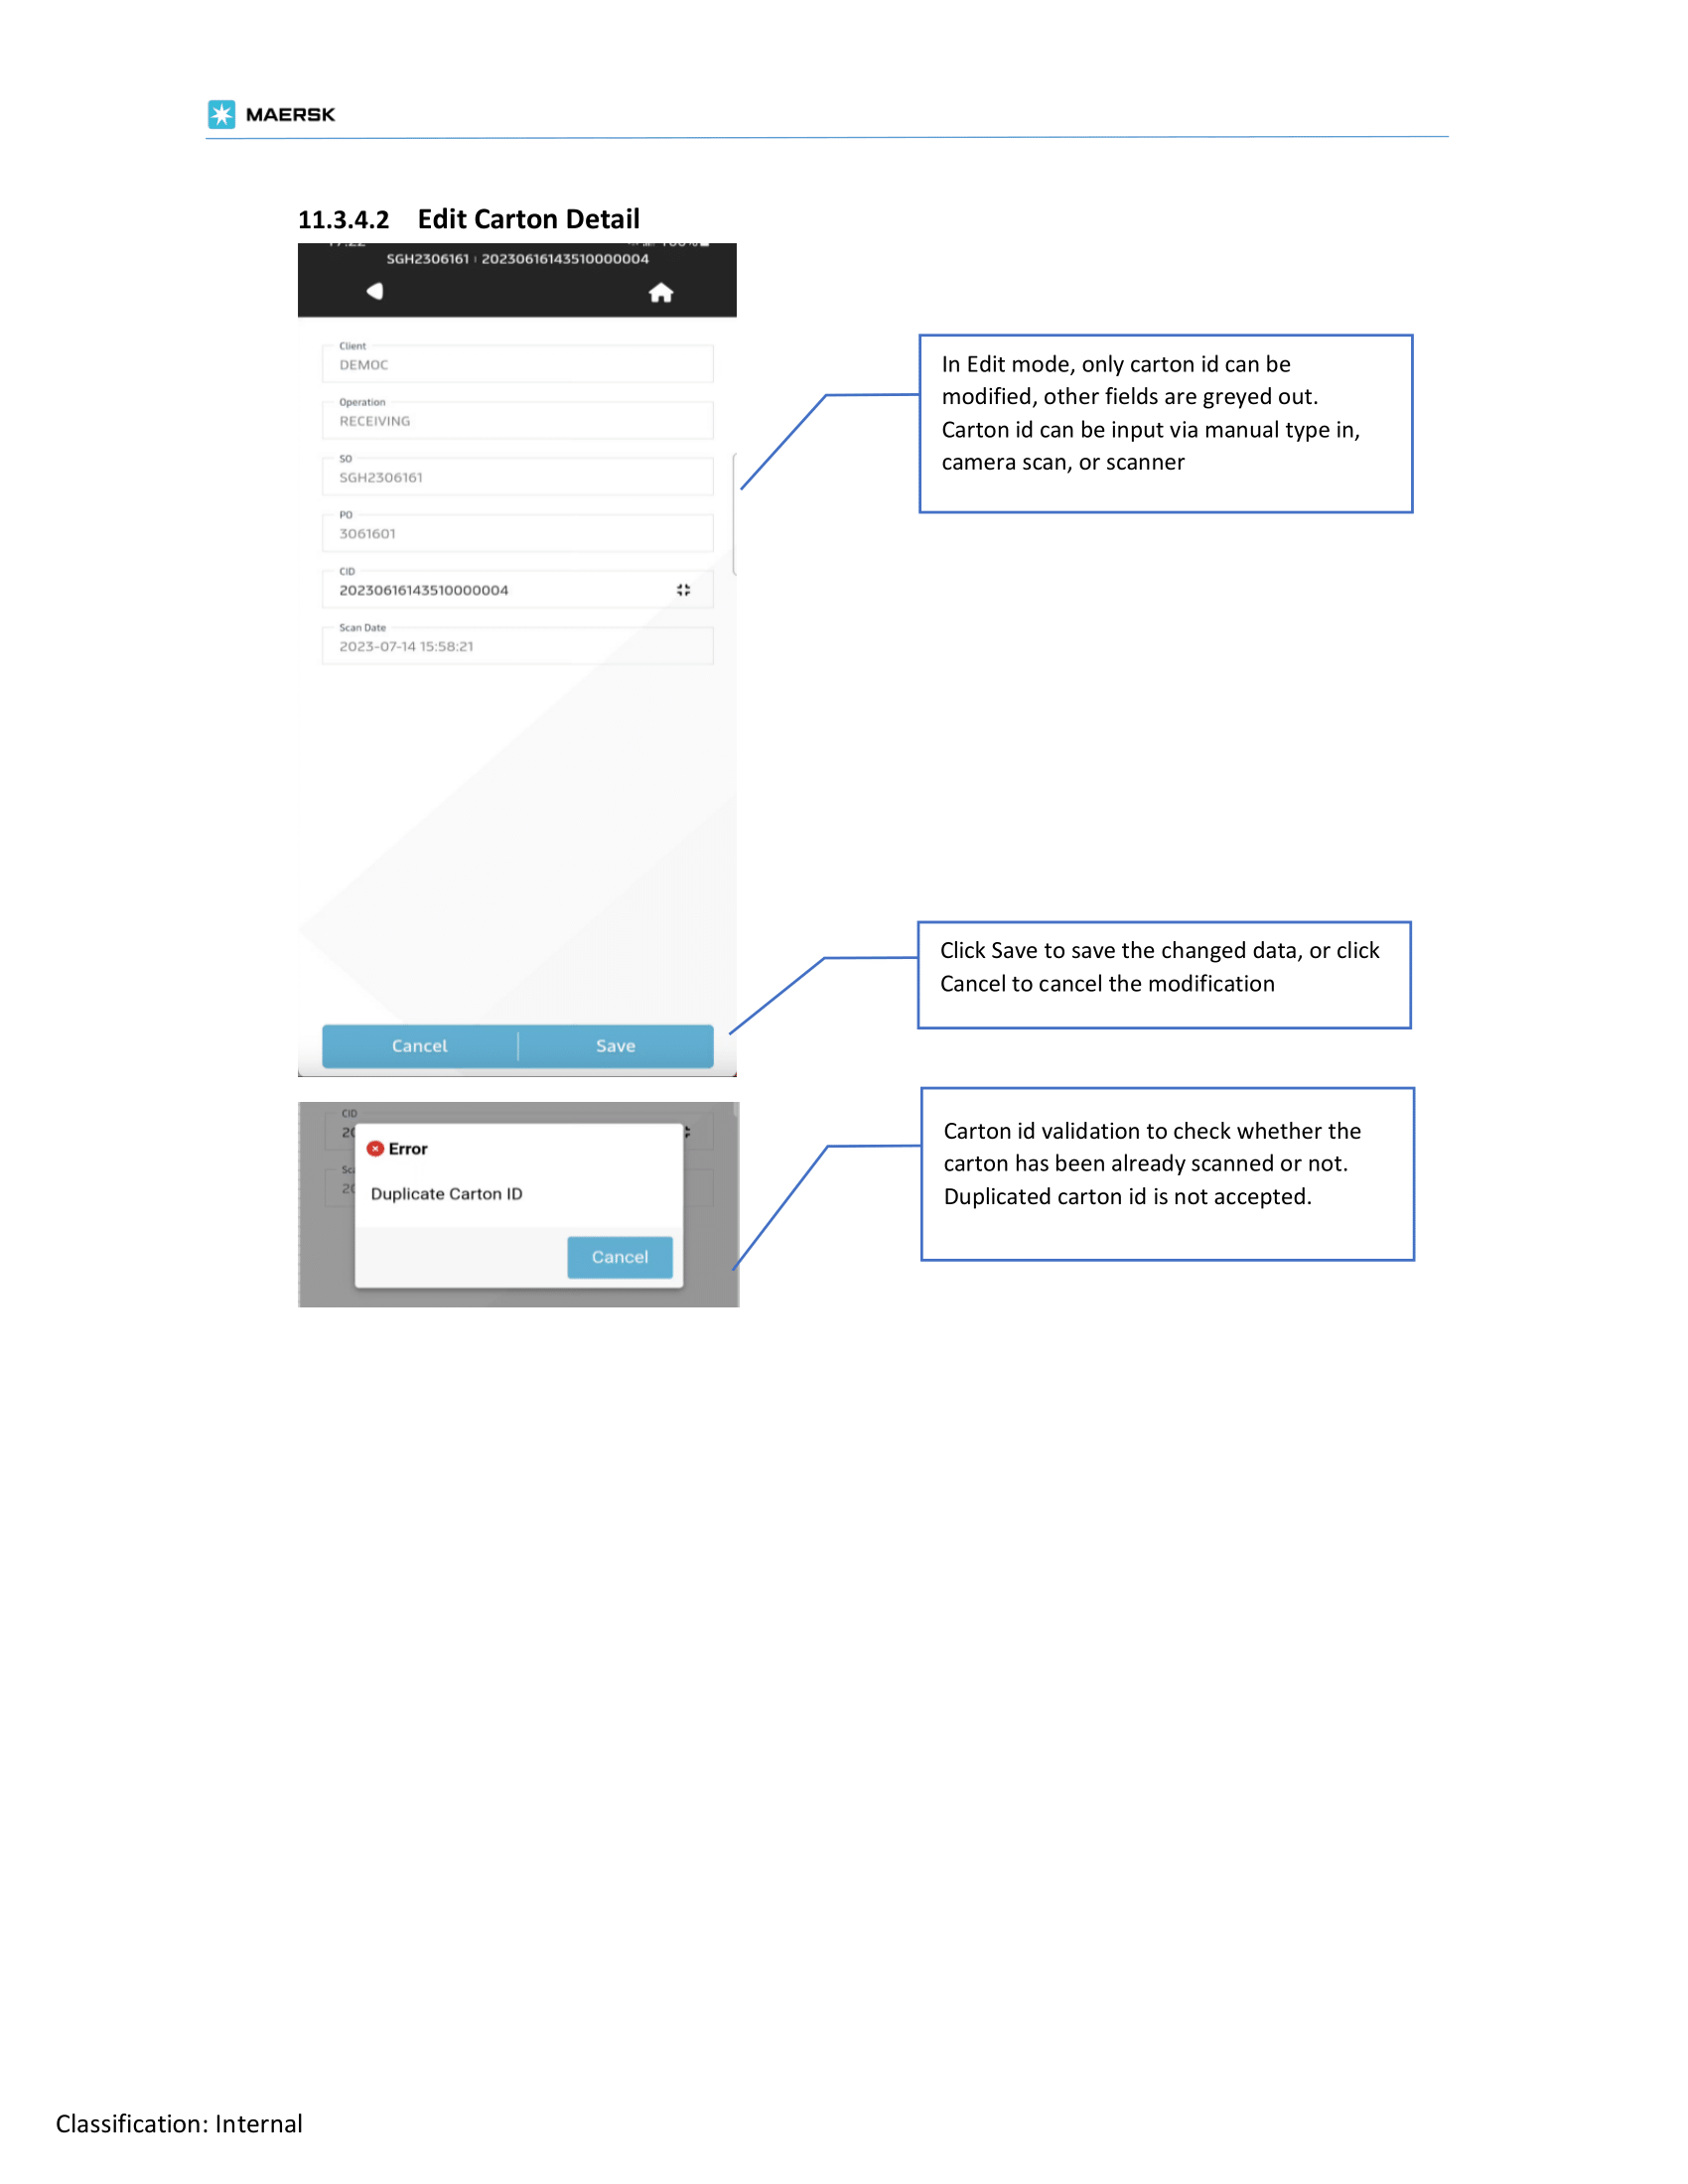 MAERSK
11.3.4.2 Edit Carton Detail
SGH2306161 | 20230616143510000004
Client
DEMOC
Operation
RECEIVING
SO
SGH2306161
PO
3061601
CID
20230616143510000004
Scan Date
2023-07-14 15:58:21
Cancel
Save
In Edit mode, only carton id can be
modified, other fields are greyed out.
Carton id can be input via manual type in,
camera scan, or scanner
Click Save to save the changed data, or click
Cancel to cancel the modification
CID
Error
Duplicate Carton ID
Cancel
Carton id validation to check whether the
carton has been already scanned or not.
Duplicated carton id is not accepted.
Classification: Internal